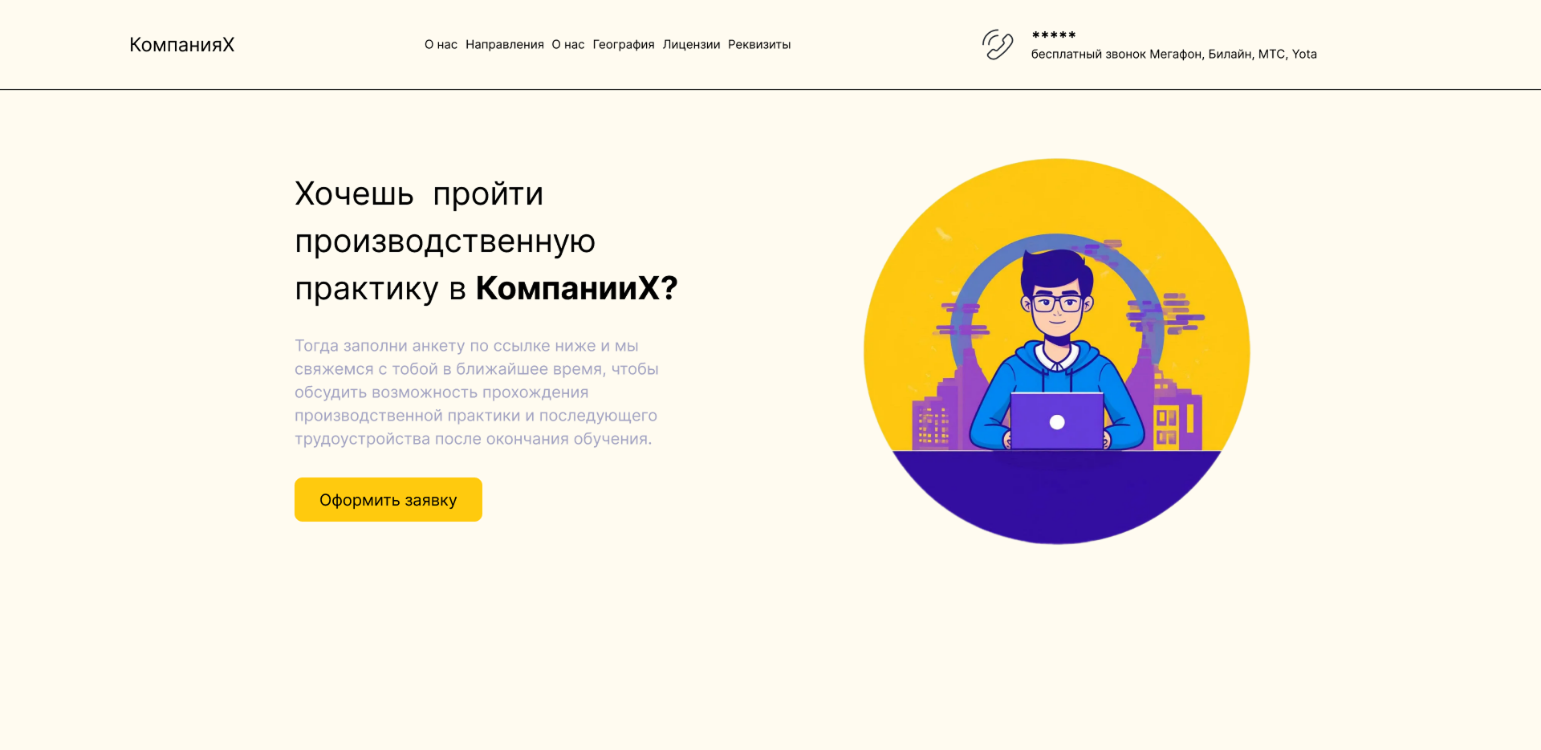 КомпанияХ
О нас Направления О нас География Лицензии Реквизиты
*****
бесплатный звонок Мегафон, Билайн, МТС, Yota
Хочешь пройти
производственную
практику в КомпанииХ?
Тогда заполни анкету по ссылке ниже и мы
свяжемся с тобой в ближайшее время, чтобы
обсудить возможность прохождения
производственной практики и последующего
трудоустройства после окончания обучения.
Оформить заявку